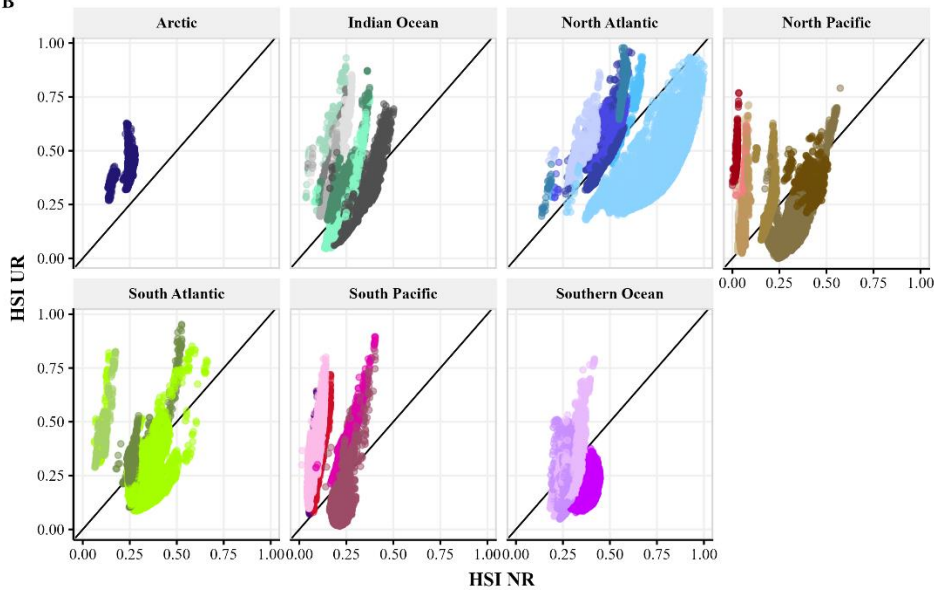 B
Arctic
Indian Ocean
North Atlantic
North Pacific
1.00
0.75
0.50
0.25
0.00
0.00 0.25 0.50 0.75 1.00
HSI UR
South Atlantic
South Pacific
Southern Ocean
1.00
0.75
0.50
0.25
0.00
0.00 0.25 0.50 0.75 1.00 0.00 0.25 0.50 0.75 1.00 0.00 0.25 0.50 0.75 1.00
HSI NR